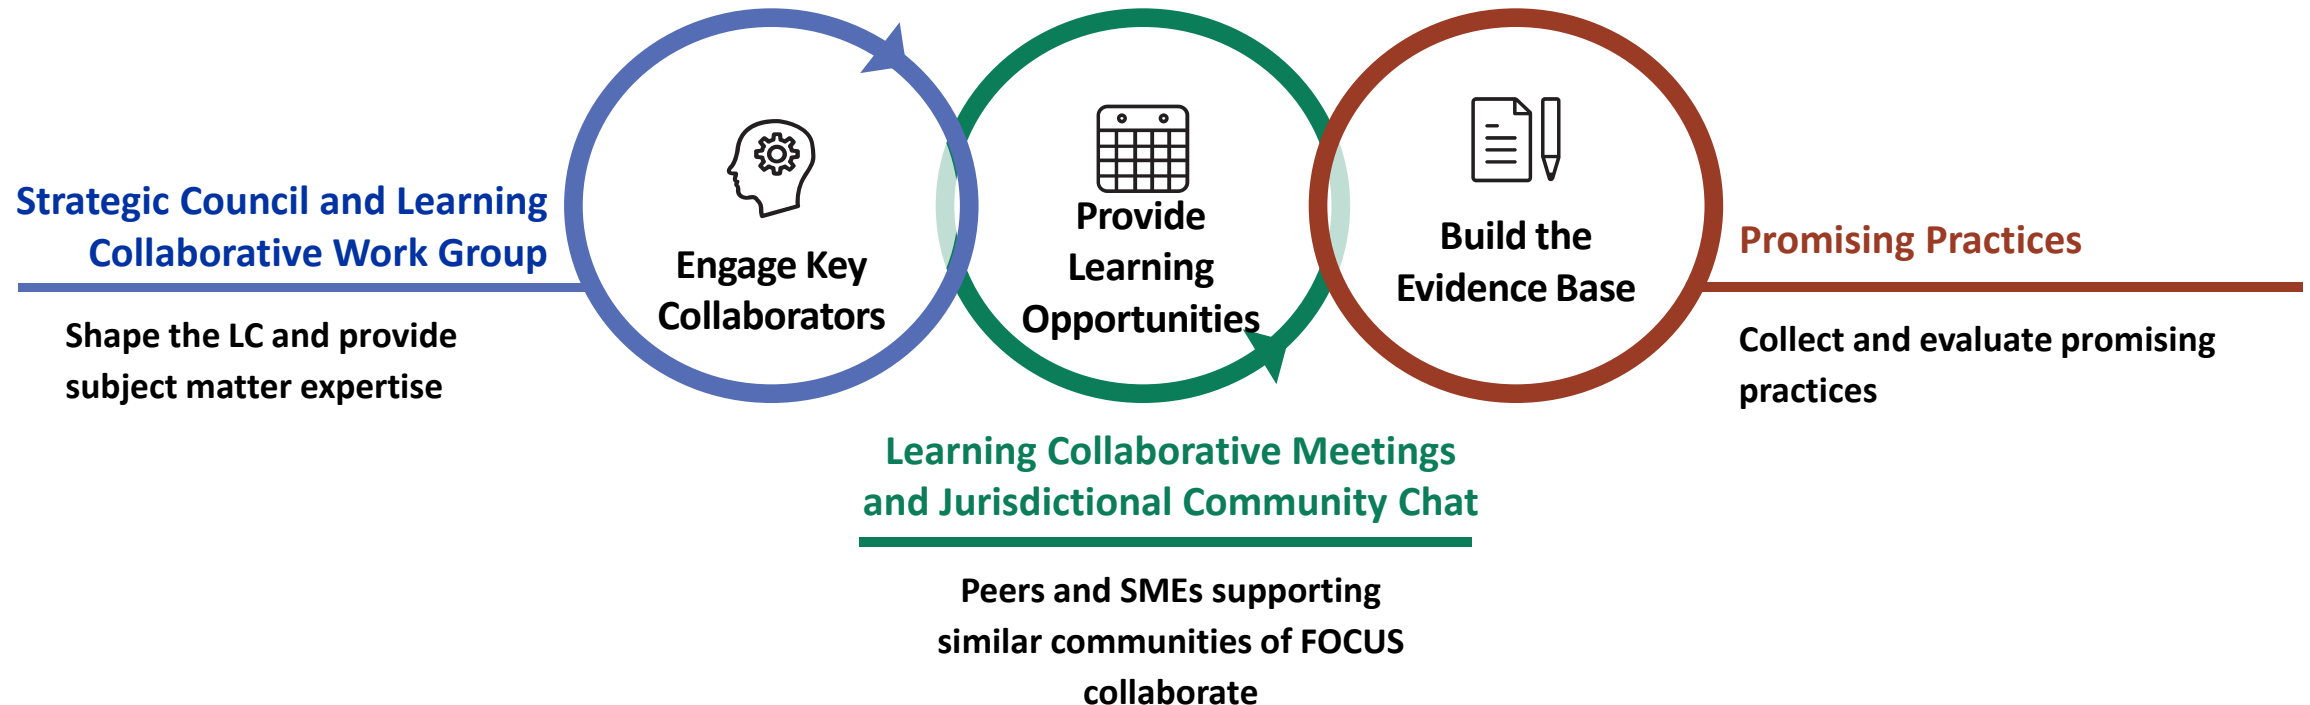 Strategic Council and Learning
Collaborative Work Group
Shape the LC and provide
subject matter expertise
Engage Key
Collaborators
Provide
Learning
Opportunities
Learning Collaborative Meetings
and Jurisdictional Community Chat
Peers and SMEs supporting
similar communities of FOCUS
collaborate
Build the
Evidence Base
Promising Practices
Collect and evaluate promising
practices